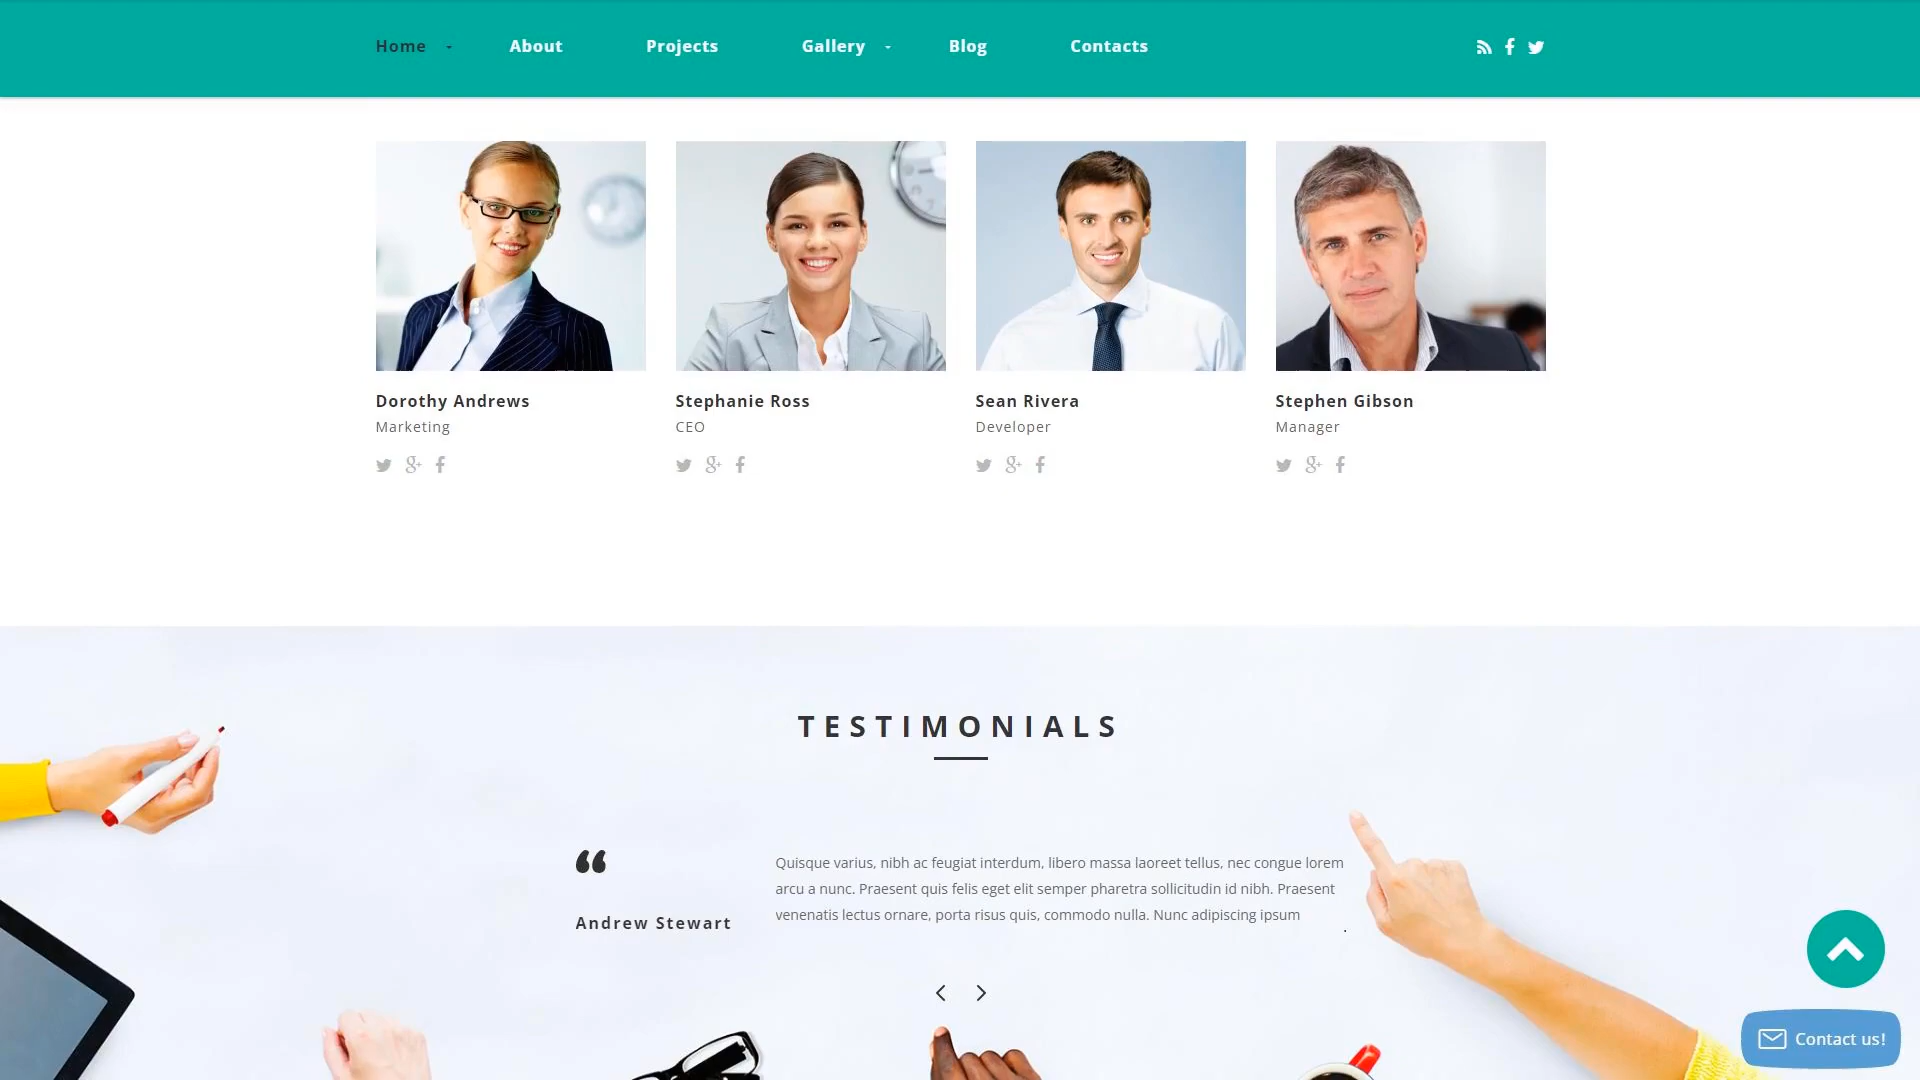 Home About Projects Gallery Blog Contacts
Dorothy Andrews
Marketing
Stephanie Ross
CEO
Sean Rivera
Developer
Stephen Gibson
Manager
TESTIMONIALS
Andrew Stewart
Quisque varius, nibh ac feugiat interdum, libero massa laoreet tellus, nec congue lorem
arcu a nunc. Praesent quis felis eget elit semper pharetra sollicitudin id nibh. Praesent
venenatis lectus ornare, porta risus quis, commodo nulla. Nunc adipiscing ipsum
Contact us!